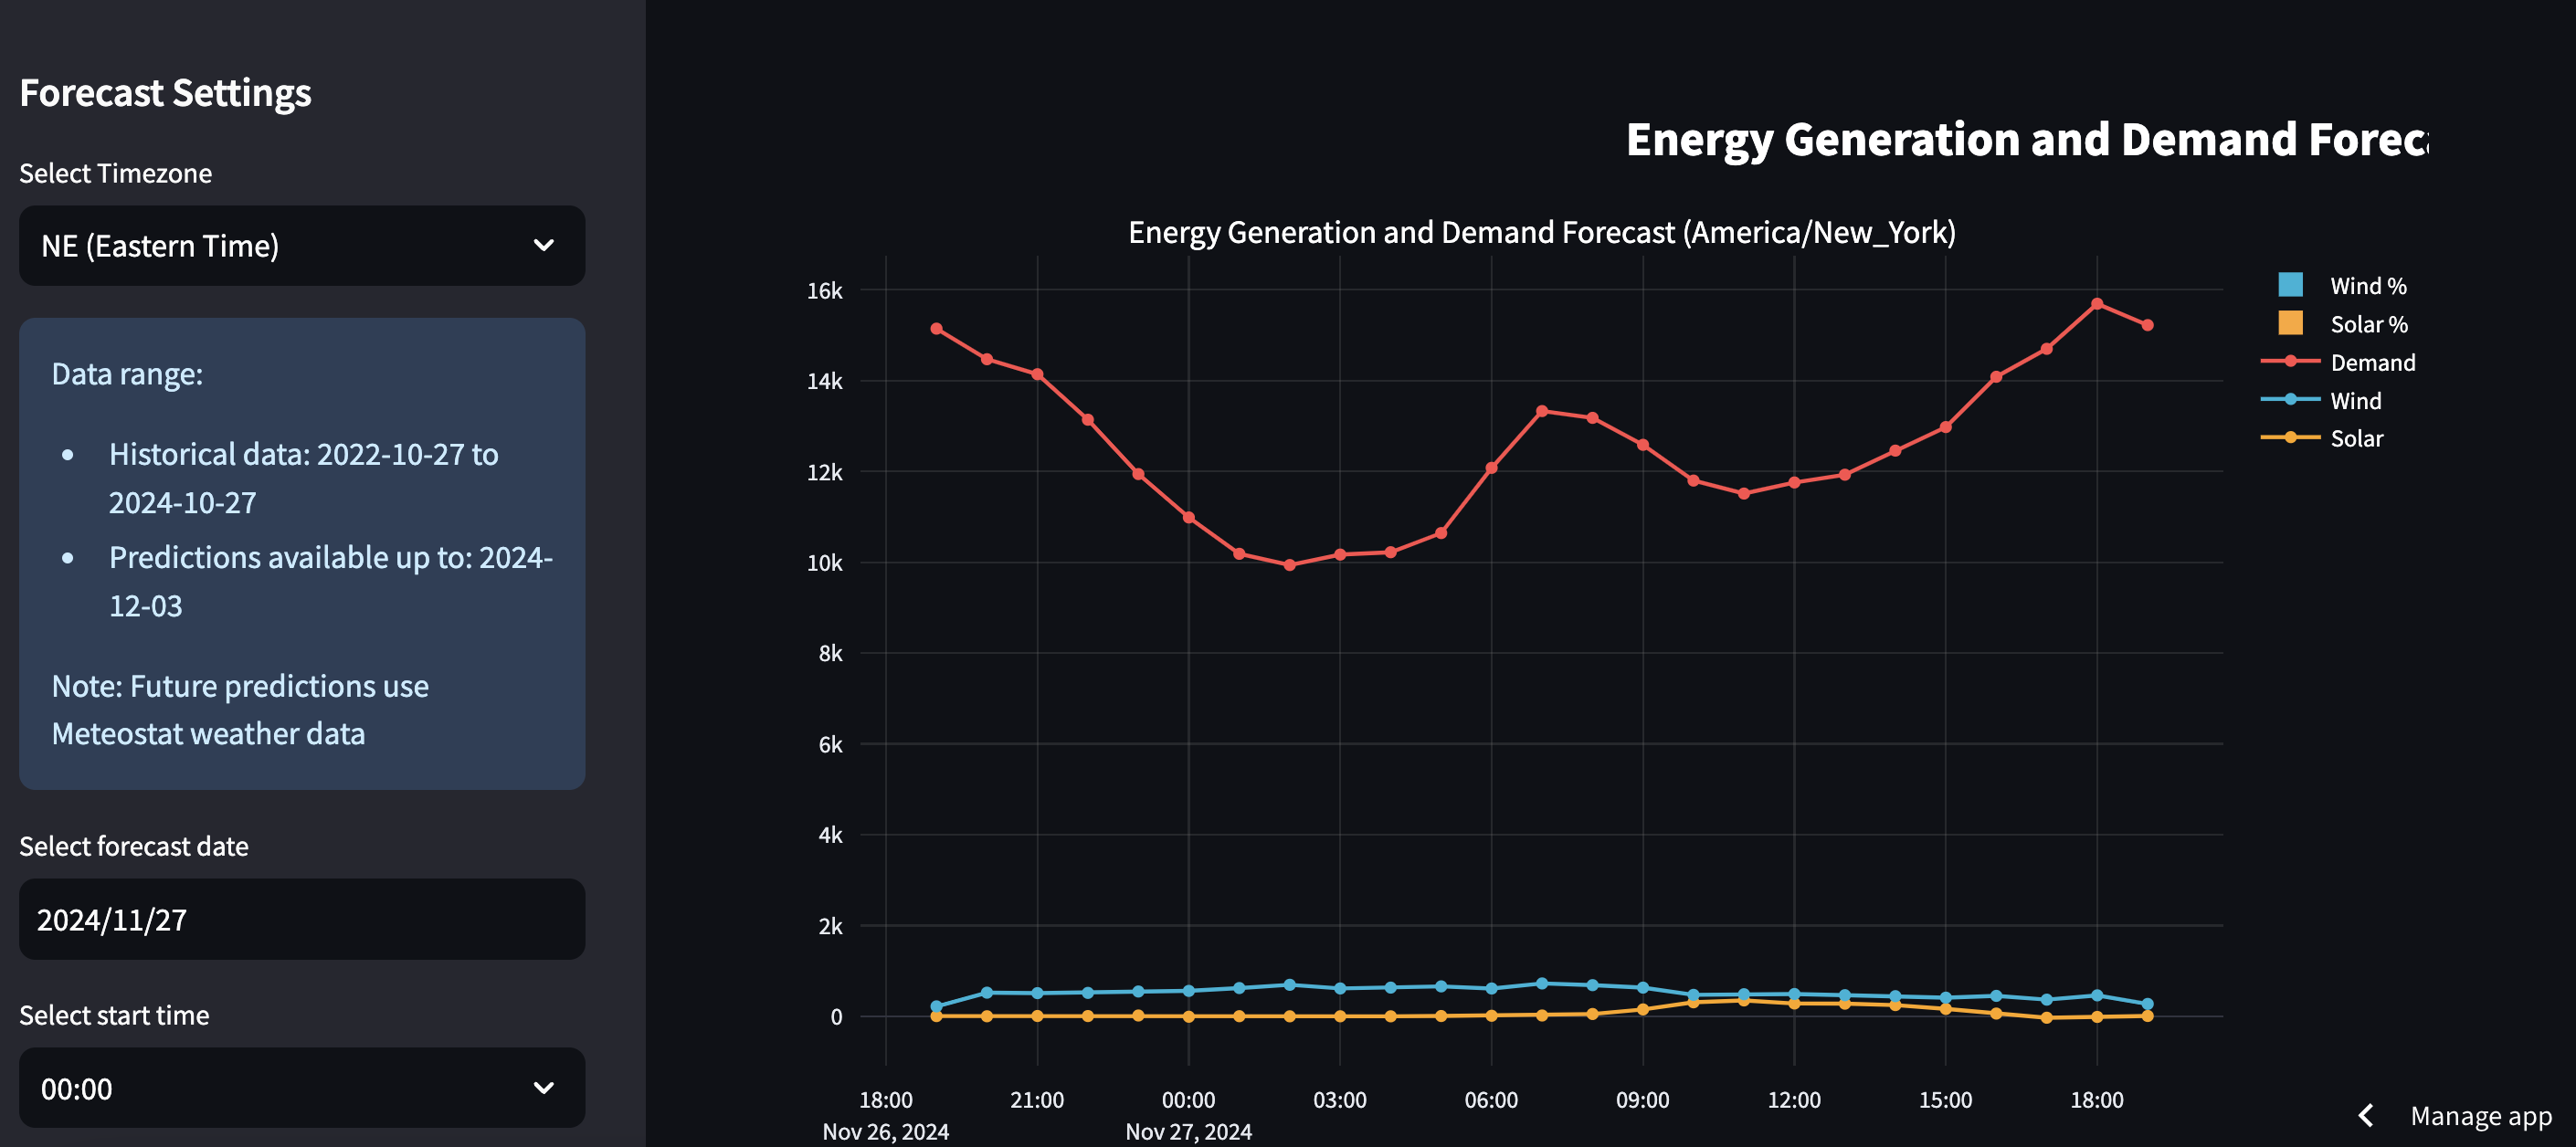 Forecast Settings
Select Timezone
NE (Eastern Time)
Data range:
Historical data: 2022-10-27 to
2024-10-27
Predictions available up to: 2024-
12-03
Note: Future predictions use
Meteostat weather data
Select forecast date
2024/11/27
Select start time
00:00
Energy Generation and Demand Foreca
Energy Generation and Demand Forecast (America/New_York)
16k
14k
12k
10k
8k
6k
4k
2k
0
18:00 21:00 00:00 03:00 06:00 09:00 12:00 15:00 18:00
Nov 26, 2024 Nov 27, 2024
Wind %
Solar %
Demand
Wind
Solar
Manage app